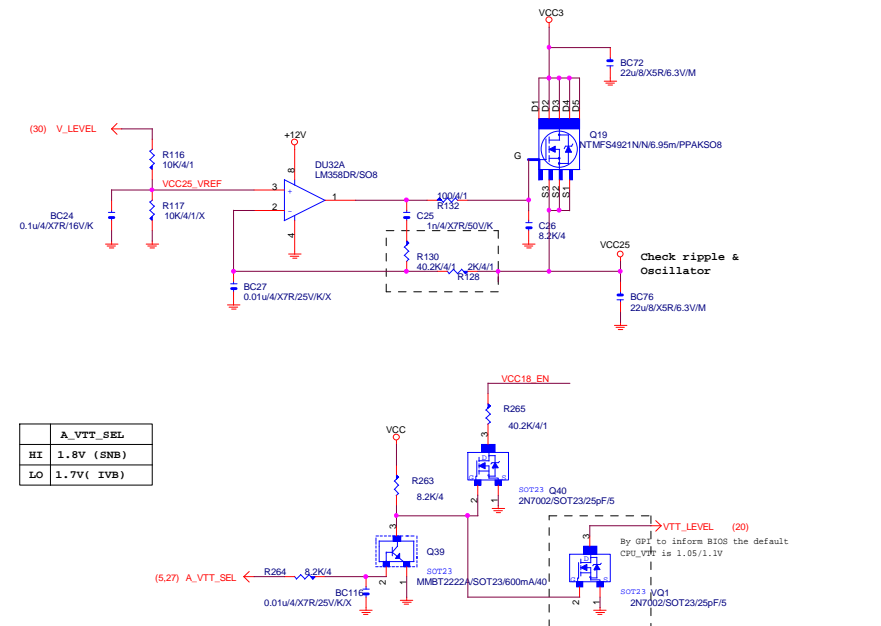 VCC3
BC72
22u/8/X5R/6.3V/M
D1
D2
D3
D4
D5
Q19
NTMFS4921N/N/6.95m/PPAKSO8
G
S3
S2
S1
(30) V_LEVEL
R116
10K/4/1
VCC25_VREF
+12V
8
DU32A
LM358DR/SO8
3
+
2
-
1
4
R117
10K/4/1/X
BC24
0.1u/4/X7R/16V/K
100/4/1
R132
C25
1n/4/X7R/50V/K
C26
8.2K/4
R130
40.2K/4/1
2K/4/1
R128
VCC25
Check ripple &
Oscillator
BC27
0.01u/4/X7R/25V/K/X
BC76
22u/8/X5R/6.3V/M
VCC18_EN
R265
40.2K/4/1
A_VTT_SEL
HI 1.8V (SNB)
LO 1.7V( IVB)
VCC
R263
8.2K/4
3
D
G
S
2
1
SOT23 Q40
2N7002/SOT23/25pF/5
3
Q39
SOT23
MMBT2222A/SOT23/600mA/40
2
1
(5,27) A_VTT_SEL
R264
8.2K/4
BC116
0.01u/4/X7R/25V/K/X
VTT_LEVEL (20)
By GPI to inform BIOS the default
CPU_VTT is 1.05/1.1V
3
D
G
S
2
1
SOT23 VQ1
2N7002/SOT23/25pF/5